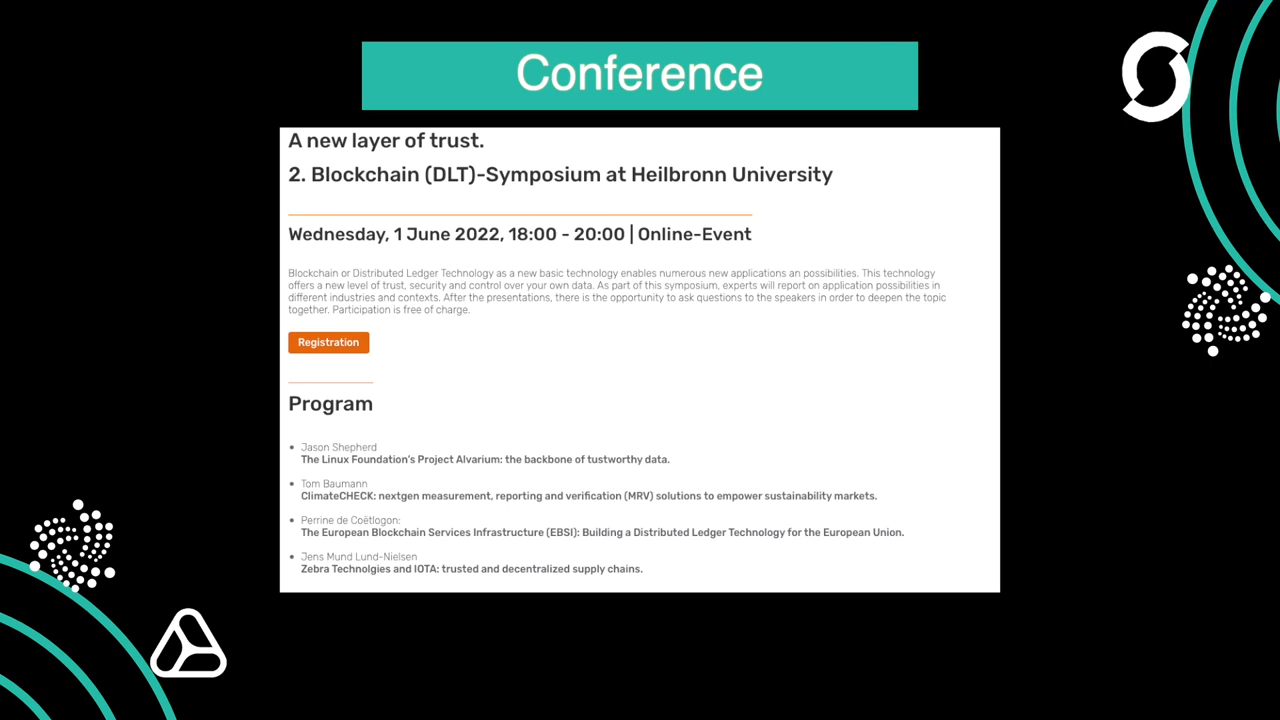 Conference
A new layer of trust.
2. Blockchain (DLT)-Symposium at Heilbronn University
Wednesday, 1 June 2022, 18:00 - 20:00 | Online-Event
Blockchain or Distributed Ledger Technology as a new basic technology enables numerous new applications an possibilities. This technology
offers a new level of trust, security and control over your own data. As part of this symposium, experts will report on application possibilities in
different industries and contexts. After the presentations, there is the opportunity to ask questions to the speakers in order to deepen the topic
together. Participation is free of charge.
Registration
Program
• Jason Shepherd
The Linux Foundation's Project Alvarium: the backbone of tustworthy data.
• Tom Baumann
ClimateCHECK: nextgen measurement, reporting and verification (MRV) solutions to empower sustainability markets.
• Perrine de Coëtlogon:
The European Blockchain Services Infrastructure (EBSI): Building a Distributed Ledger Technology for the European Union.
• Jens Mund Lund-Nielsen
Zebra Technolgies and IOTA: trusted and decentralized supply chains.